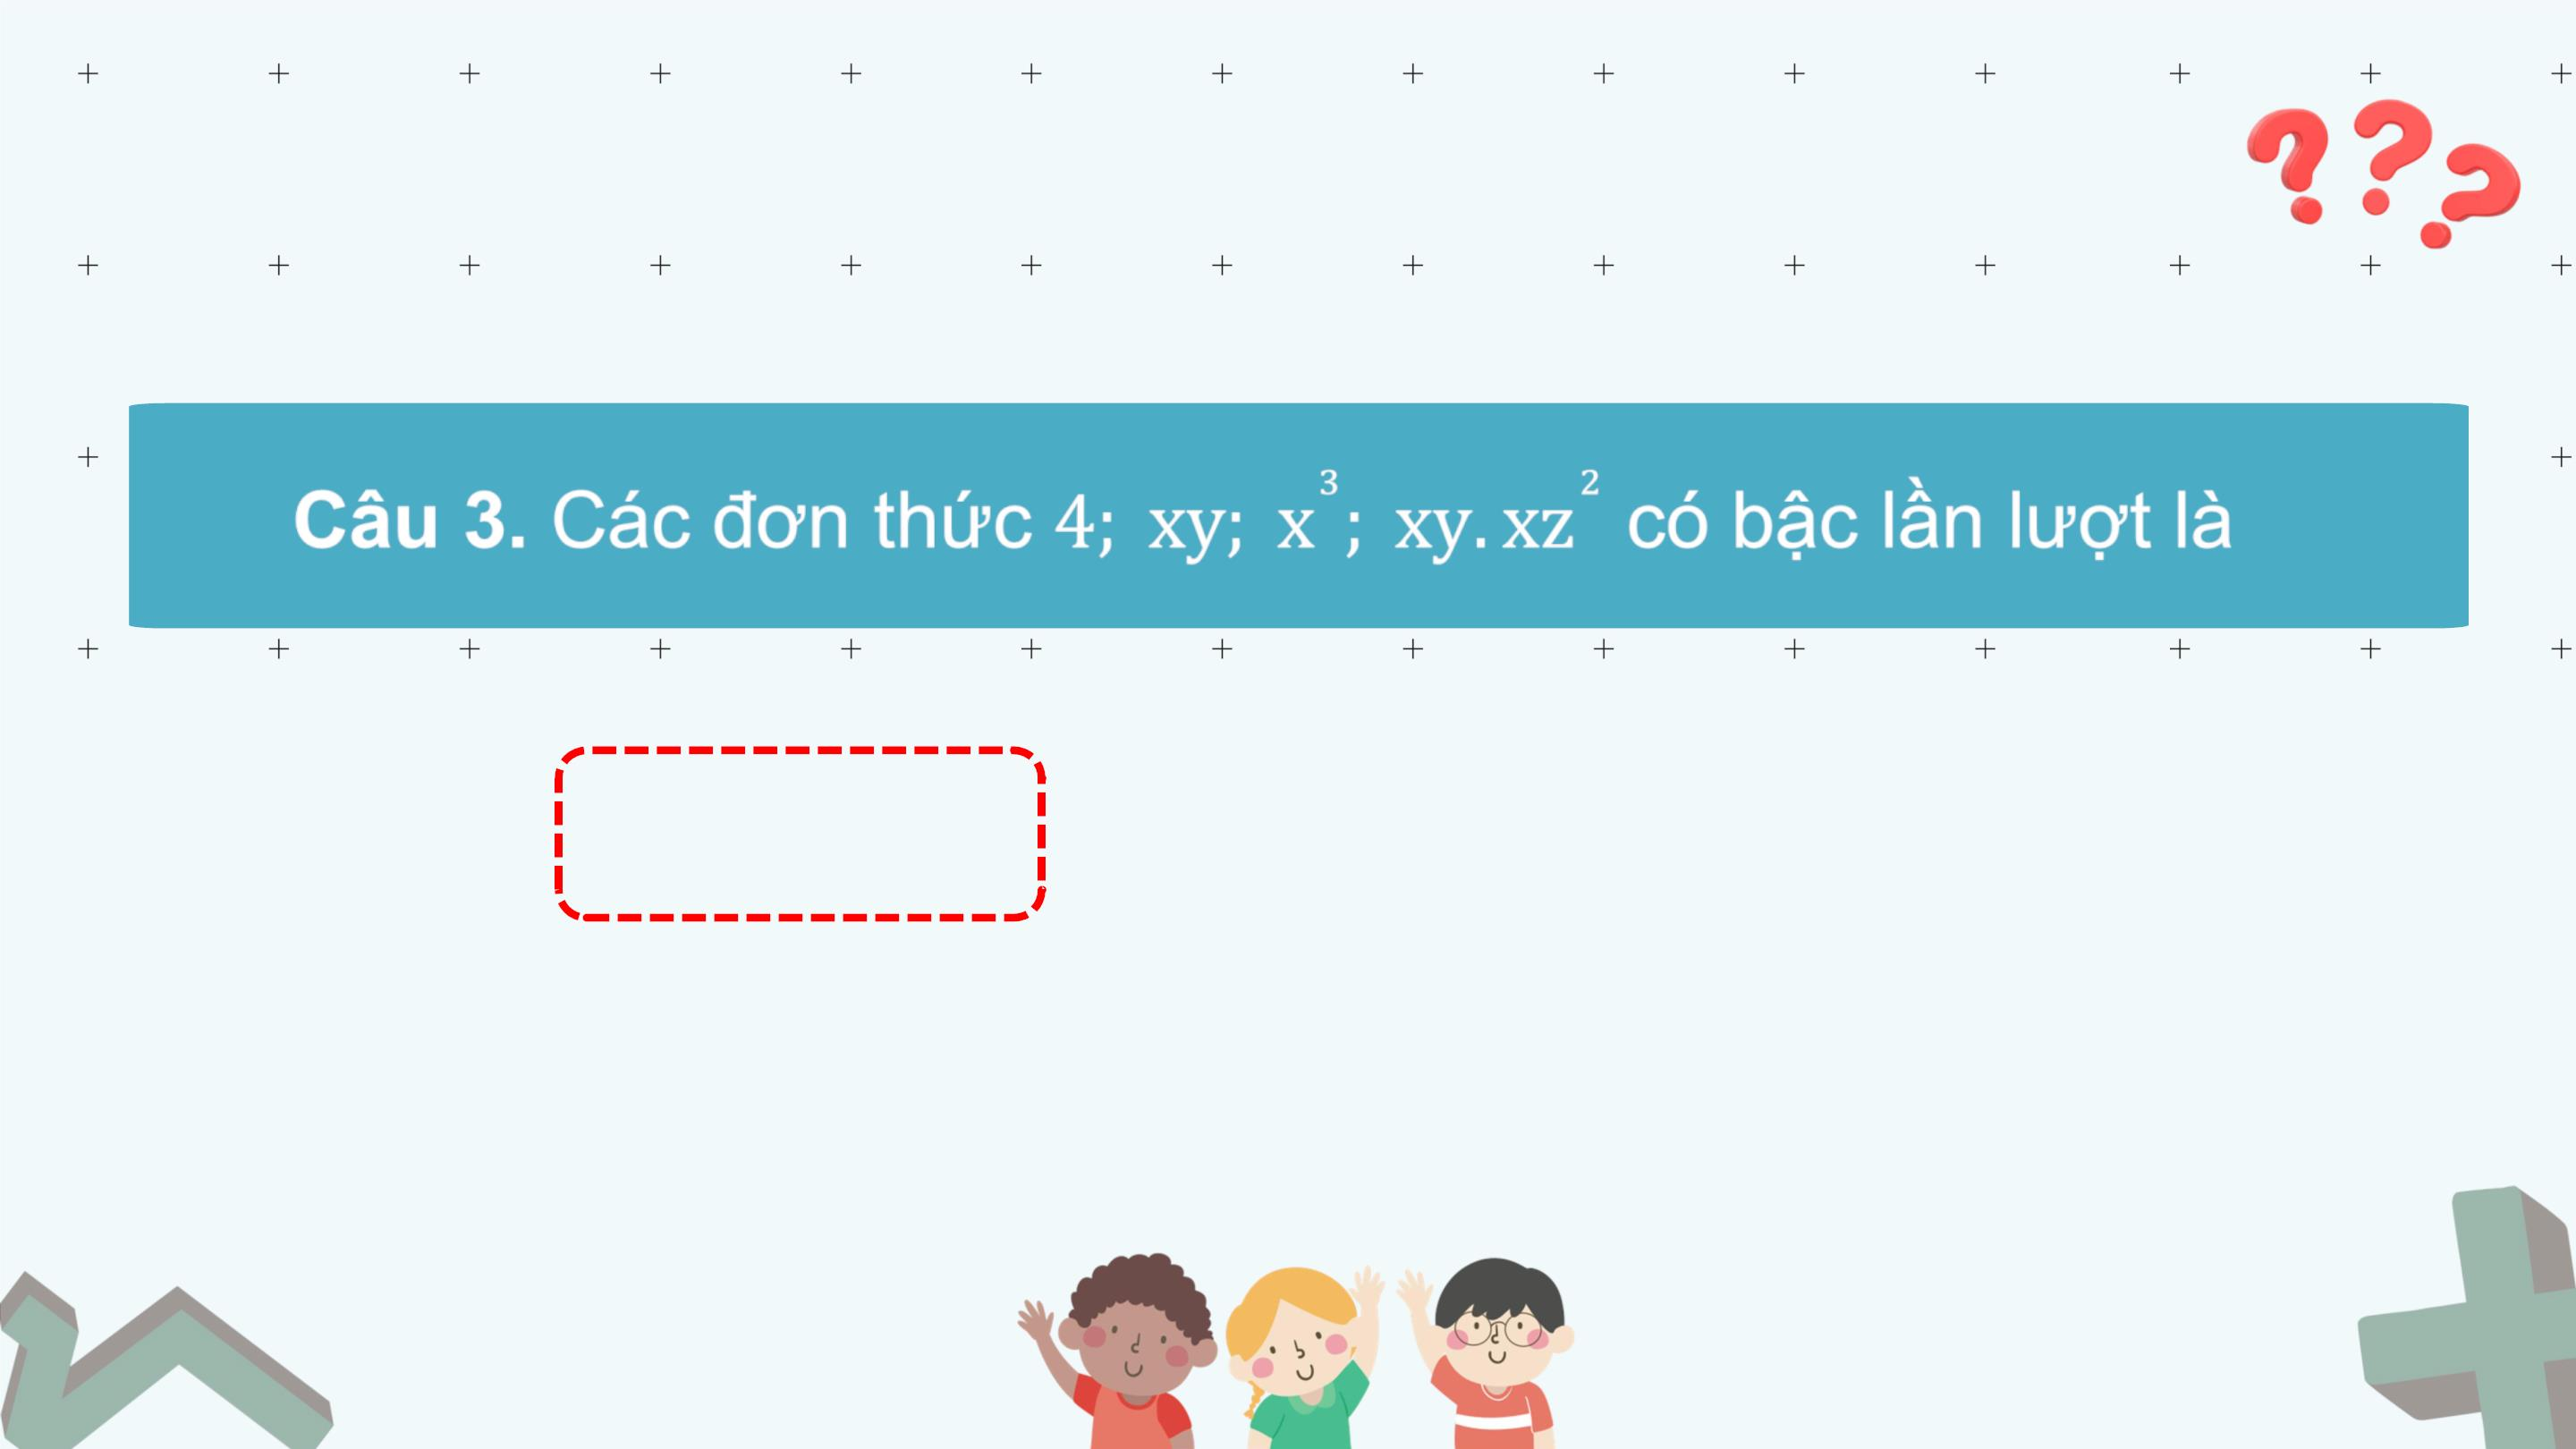 Câu 3. Các đơn thức 4; xy; x³; xy. xz² có bậc lần lượt là